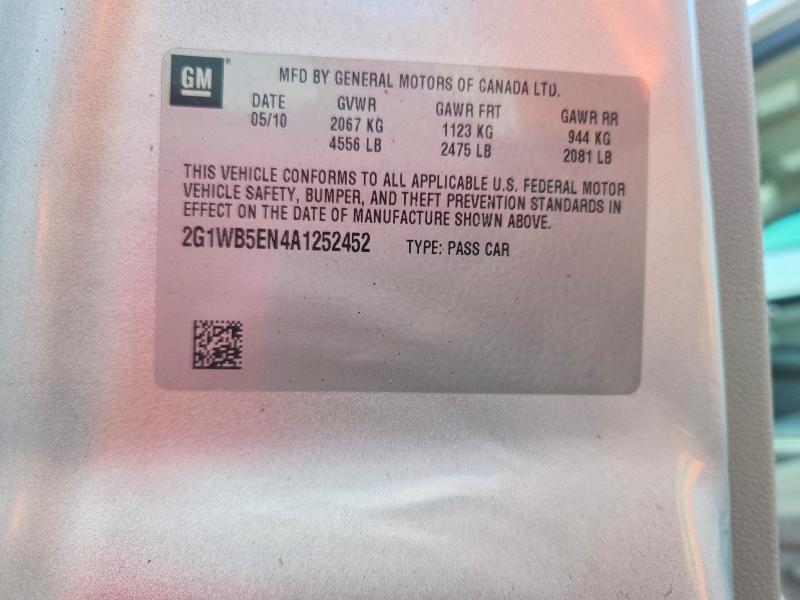 GM
MFD BY GENERAL MOTORS OF CANADA LTD.
DATE GVWR GAWR FRT GAWR RR
05/10 2067 KG 1123 KG 944 KG
4556 LB 2475 LB 2081 LB
THIS VEHICLE CONFORMS TO ALL APPLICABLE U.S. FEDERAL MOTOR
VEHICLE SAFETY, BUMPER, AND THEFT PREVENTION STANDARDS IN
EFFECT ON THE DATE OF MANUFACTURE SHOWN ABOVE.
2G1WB5EN4A1252452 TYPE: PASS CAR